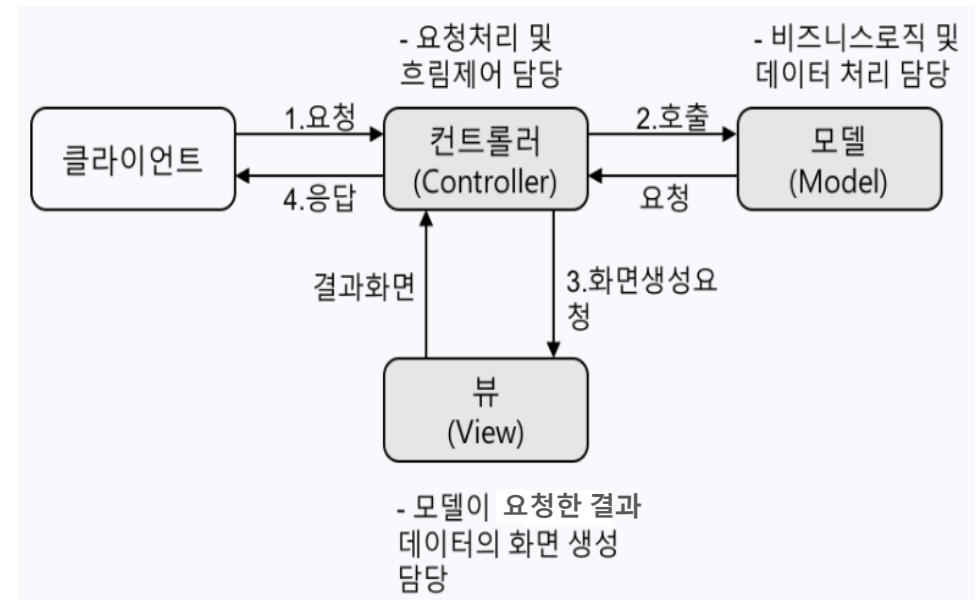 - 요청처리 및
흐름제어 담당
- 비즈니스로직 및
데이터 처리 담당
클라이언트
1.요청
4.응답
컨트롤러
(Controller)
2.호출
요청
모델
(Model)
결과화면
3.화면생성요
청
뷰
(View)
- 모델이 요청한 결과
데이터의 화면 생성
담당